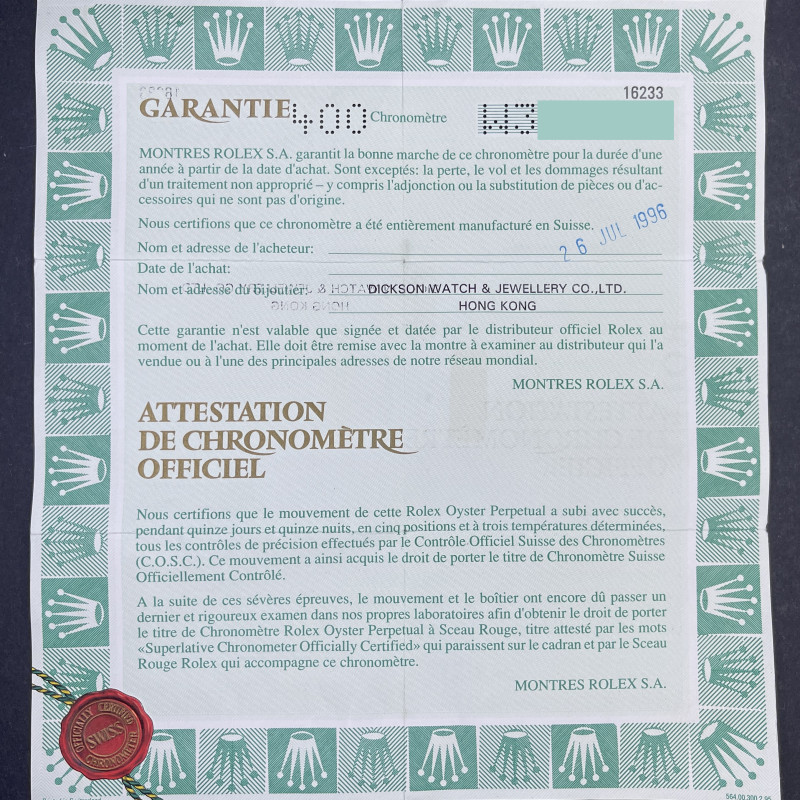 16233
GARANTIE 400 Chronomètre W3
MONTRES ROLEX S.A. garantit la bonne marche de ce chronomètre pour la durée d'une
année à partir de la date d'achat. Sont exceptés: la perte, le vol et les dommages résultant
d'un traitement non approprié – y compris l'adjonction ou la substitution de pièces ou d'ac-
cessoires qui ne sont pas d'origine.
Nous certifions que ce chronomètre a été entièrement manufacturé en Suisse.
26 JUL 1996
Nom et adresse de l'acheteur:
Date de l'achat:
Nom et adresse du bijoutier: DICKSON WATCH & JEWELLERY CO.,LTD.
HONG KONG
Cette garantie n'est valable que signée et datée par le distributeur officiel Rolex au
moment de l'achat. Elle doit être remise avec la montre à examiner au distributeur qui l'a
vendue ou à l'une des principales adresses de notre réseau mondial.
MONTRES ROLEX S.A.
ATTESTATION
DE CHRONOMÈTRE
OFFICIEL
Nous certifions que le mouvement de cette Rolex Oyster Perpetual a subi avec succès,
pendant quinze jours et quinze nuits, en cinq positions et à trois températures déterminées,
tous les contrôles de précision effectués par le Contrôle Officiel Suisse des Chronomètres
(C.O.S.C.). Ce mouvement a ainsi acquis le droit de porter le titre de Chronomètre Suisse
Officiellement Contrôlé.
A la suite de ces sévères épreuves, le mouvement et le boîtier ont encore dû passer un
dernier et rigoureux examen dans nos propres laboratoires afin d'obtenir le droit de porter
le titre de Chronomètre Rolex Oyster Perpetual à Sceau Rouge, titre attesté par les mots
«Superlative Chronometer Officially Certified» qui paraissent sur le cadran et par le Sceau
Rouge Rolex qui accompagne ce chronomètre.
MONTRES ROLEX S.A.
OFFICIALLY CERTIFIED
SWISS
CHRONOMETER
564.00.300.2.95